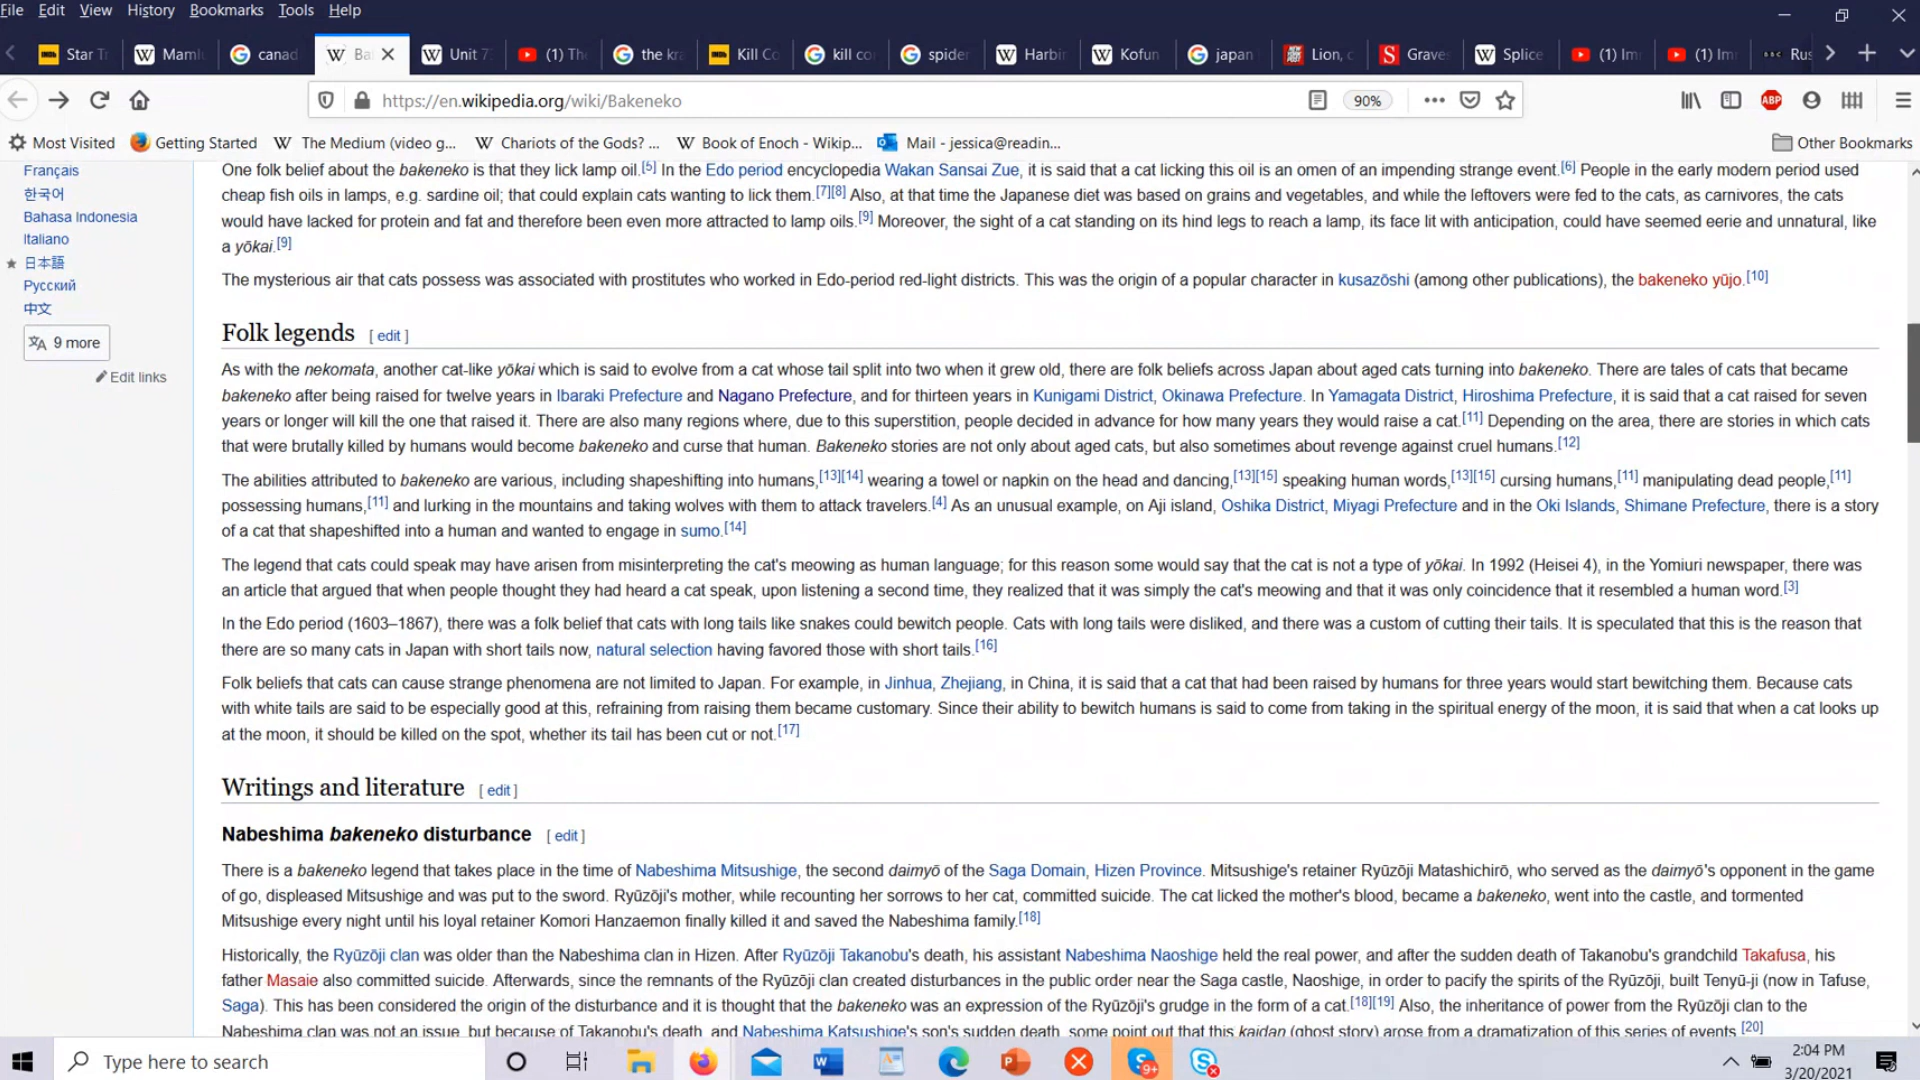 File Edit View History Bookmarks Tools Help
Star T
Maml
canad
Ba
Unit 7
(1) Th
the kr
Kill Co
kill co
spider
Harbi
Kofun
japan
Lion, c
Graves
Splice
(1) Im
(1) Im
BBC Rus
https://en.wikipedia.org/wiki/Bakeneko
90%
ABP
Most Visited Getting Started The Medium (video g... Chariots of the Gods? ... Book of Enoch - Wikip... Mail - jessica@readin... Other Bookmarks
Français
한국어
Bahasa Indonesia
Italiano
日本語
Русский
中文
9 more
Edit links
One folk belief about the bakeneko is that they lick lamp oil.[5] In the Edo period encyclopedia Wakan Sansai Zue, it is said that a cat licking this oil is an omen of an impending strange event.[6] People in the early modern period used
cheap fish oils in lamps, e.g. sardine oil; that could explain cats wanting to lick them.[7][8] Also, at that time the Japanese diet was based on grains and vegetables, and while the leftovers were fed to the cats, as carnivores, the cats
would have lacked for protein and fat and therefore been even more attracted to lamp oils.[9] Moreover, the sight of a cat standing on its hind legs to reach a lamp, its face lit with anticipation, could have seemed eerie and unnatural, like
a yōkai.[9]
The mysterious air that cats possess was associated with prostitutes who worked in Edo-period red-light districts. This was the origin of a popular character in kusazōshi (among other publications), the bakeneko yūjo.[10]
Folk legends [ edit ]
As with the nekomata, another cat-like yōkai which is said to evolve from a cat whose tail split into two when it grew old, there are folk beliefs across Japan about aged cats turning into bakeneko. There are tales of cats that became
bakeneko after being raised for twelve years in Ibaraki Prefecture and Nagano Prefecture, and for thirteen years in Kunigami District, Okinawa Prefecture. In Yamagata District, Hiroshima Prefecture, it is said that a cat raised for seven
years or longer will kill the one that raised it. There are also many regions where, due to this superstition, people decided in advance for how many years they would raise a cat.[11] Depending on the area, there are stories in which cats
that were brutally killed by humans would become bakeneko and curse that human. Bakeneko stories are not only about aged cats, but also sometimes about revenge against cruel humans.[12]
The abilities attributed to bakeneko are various, including shapeshifting into humans,[13][14] wearing a towel or napkin on the head and dancing,[13][15] speaking human words,[13][15] cursing humans,[11] manipulating dead people,[11]
possessing humans,[11] and lurking in the mountains and taking wolves with them to attack travelers.[4] As an unusual example, on Aji island, Oshika District, Miyagi Prefecture and in the Oki Islands, Shimane Prefecture, there is a story
of a cat that shapeshifted into a human and wanted to engage in sumo.[14]
The legend that cats could speak may have arisen from misinterpreting the cat's meowing as human language; for this reason some would say that the cat is not a type of yōkai. In 1992 (Heisei 4), in the Yomiuri newspaper, there was
an article that argued that when people thought they had heard a cat speak, upon listening a second time, they realized that it was simply the cat's meowing and that it was only coincidence that it resembled a human word.[3]
In the Edo period (1603–1867), there was a folk belief that cats with long tails like snakes could bewitch people. Cats with long tails were disliked, and there was a custom of cutting their tails. It is speculated that this is the reason that
there are so many cats in Japan with short tails now, natural selection having favored those with short tails.[16]
Folk beliefs that cats can cause strange phenomena are not limited to Japan. For example, in Jinhua, Zhejiang, in China, it is said that a cat that had been raised by humans for three years would start bewitching them. Because cats
with white tails are said to be especially good at this, refraining from raising them became customary. Since their ability to bewitch humans is said to come from taking in the spiritual energy of the moon, it is said that when a cat looks up
at the moon, it should be killed on the spot, whether its tail has been cut or not.[17]
Writings and literature [ edit ]
Nabeshima bakeneko disturbance [ edit ]
There is a bakeneko legend that takes place in the time of Nabeshima Mitsushige, the second daimyō of the Saga Domain, Hizen Province. Mitsushige's retainer Ryūzōji Matashichirō, who served as the daimyō's opponent in the game
of go, displeased Mitsushige and was put to the sword. Ryūzōji's mother, while recounting her sorrows to her cat, committed suicide. The cat licked the mother's blood, became a bakeneko, went into the castle, and tormented
Mitsushige every night until his loyal retainer Komori Hanzaemon finally killed it and saved the Nabeshima family.[18]
Historically, the Ryūzōji clan was older than the Nabeshima clan in Hizen. After Ryūzōji Takanobu's death, his assistant Nabeshima Naoshige held the real power, and after the sudden death of Takanobu's grandchild Takafusa, his
father Masaie also committed suicide. Afterwards, since the remnants of the Ryūzōji clan created disturbances in the public order near the Saga castle, Naoshige, in order to pacify the spirits of the Ryūzōji, built Tenyū-ji (now in Tafuse,
Saga). This has been considered the origin of the disturbance and it is thought that the bakeneko was an expression of the Ryūzōji's grudge in the form of a cat.[18][19] Also, the inheritance of power from the Ryūzōji clan to the
Nabeshima clan was not an issue, but because of Takanobu's death, and Nabeshima Katsushige's son's sudden death, some point out that this kaidan (ghost story) arose from a dramatization of this series of events.[20]
Type here to search
9+
2:04 PM
3/20/2021